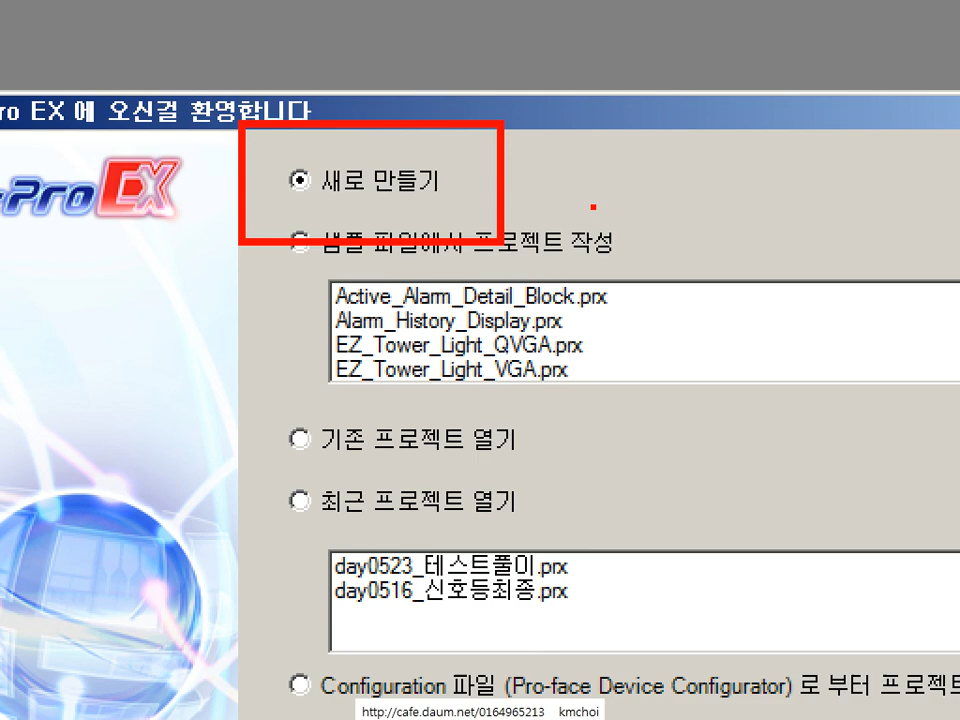 ro EX 에 오신걸 환영합니다
-Pro EX
새로 만들기
샘플 파일에서 프로젝트 작성
Active_Alarm_Detail_Block.prx
Alarm_History_Display.prx
EZ_Tower_Light_QVGA.prx
EZ_Tower_Light_VGA.prx
기존 프로젝트 열기
최근 프로젝트 열기
day0523_테스트풀이.prx
day0516_신호등최종.prx
Configuration 파일 (Pro-face Device Configurator) 로 부터 프로젝트
http://cafe.daum.net/0164965213 kmchoi